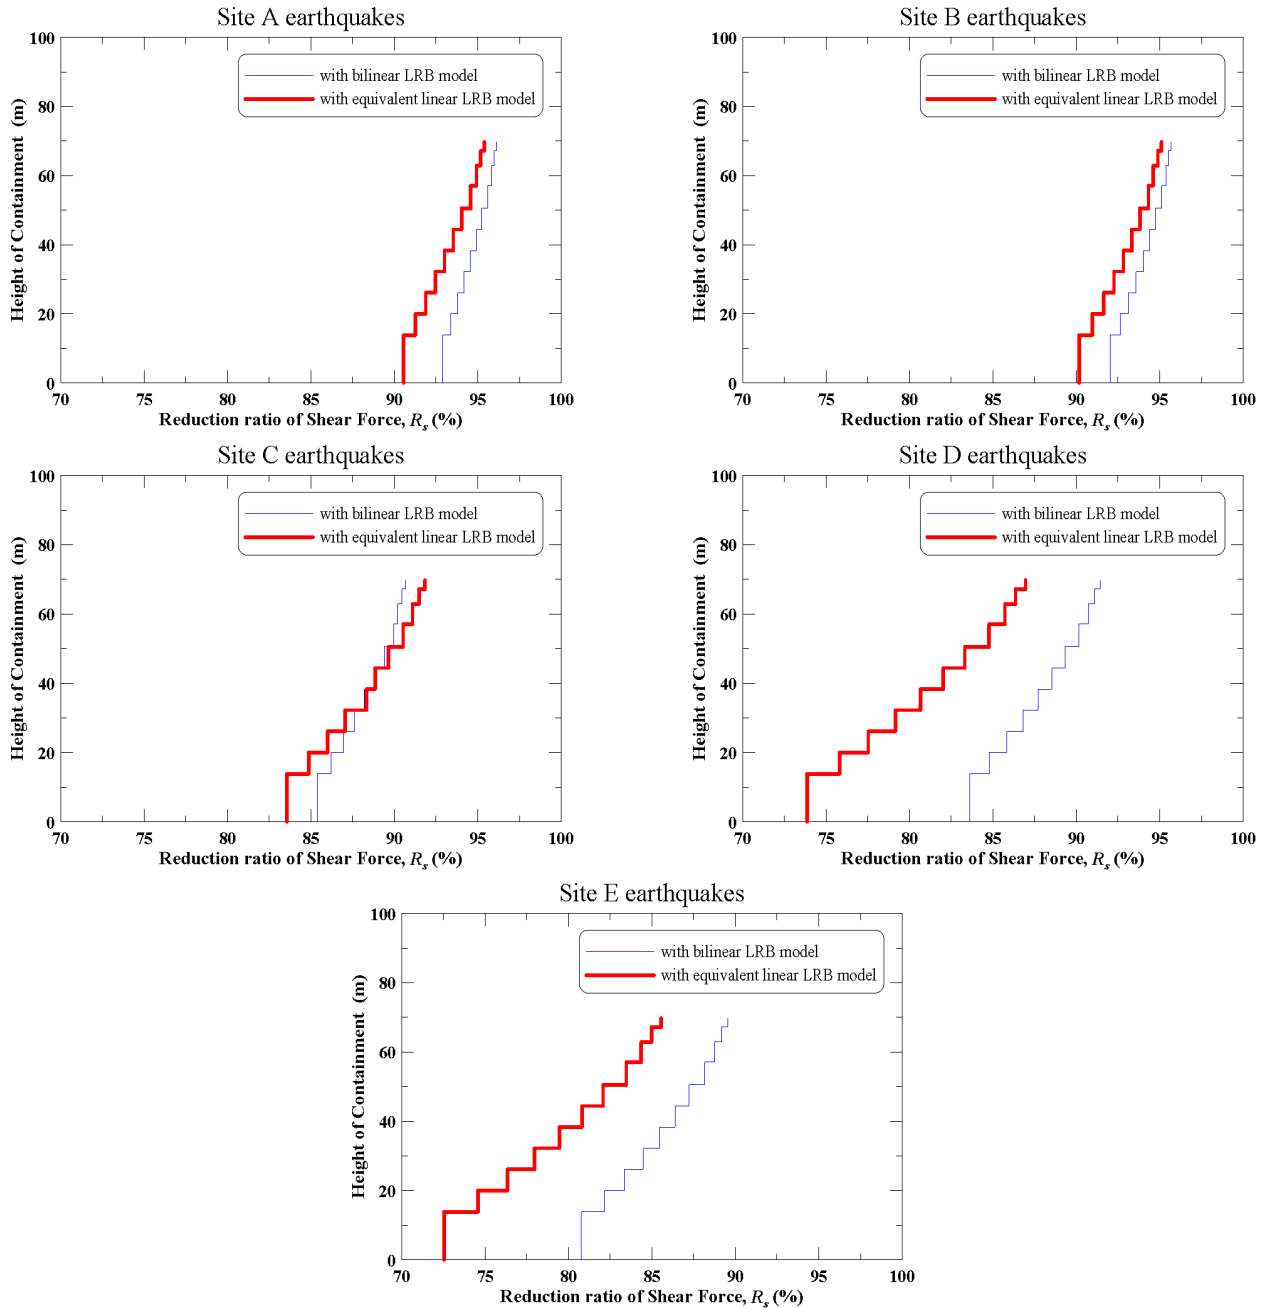 Site A earthquakes
100
80
60
40
20
0
Height of Containment (m)
with bilinear LRB model
with equivalent linear LRB model
70 75 80 85 90 95 100
Reduction ratio of Shear Force, Rs (%)
Site B earthquakes
100
80
60
40
20
0
Height of Containment (m)
with bilinear LRB model
with equivalent linear LRB model
70 75 80 85 90 95 100
Reduction ratio of Shear Force, Rs (%)
Site C earthquakes
100
80
60
40
20
0
Height of Containment (m)
with bilinear LRB model
with equivalent linear LRB model
70 75 80 85 90 95 100
Reduction ratio of Shear Force, Rs (%)
Site D earthquakes
100
80
60
40
20
0
Height of Containment (m)
with bilinear LRB model
with equivalent linear LRB model
70 75 80 85 90 95 100
Reduction ratio of Shear Force, Rs (%)
Site E earthquakes
100
80
60
40
20
0
Height of Containment (m)
with bilinear LRB model
with equivalent linear LRB model
70 75 80 85 90 95 100
Reduction ratio of Shear Force, Rs (%)